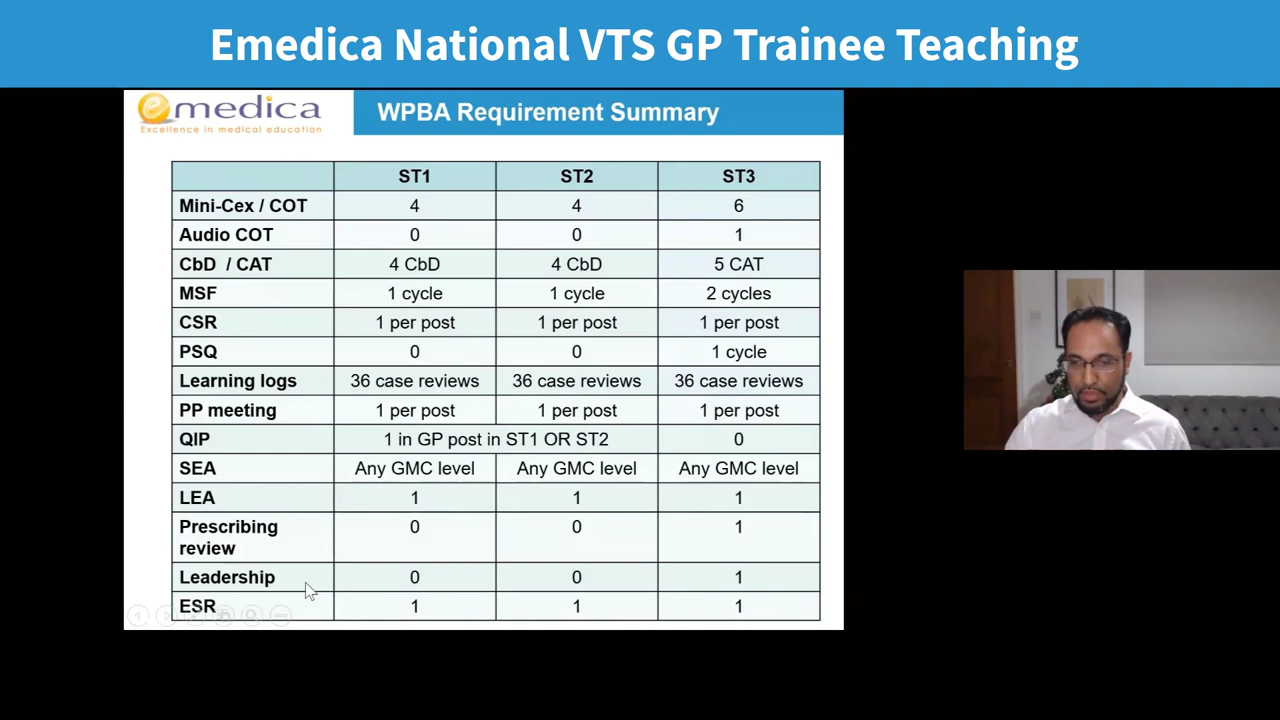 Emedica National VTS GP Trainee Teaching
emedica
Excellence in medical education
WPBA Requirement Summary
ST1 ST2 ST3
Mini-Cex / COT 4 4 6
Audio COT 0 0 1
CbD / CAT 4 CbD 4 CbD 5 CAT
MSF 1 cycle 1 cycle 2 cycles
CSR 1 per post 1 per post 1 per post
PSQ 0 0 1 cycle
Learning logs 36 case reviews 36 case reviews 36 case reviews
PP meeting 1 per post 1 per post 1 per post
QIP 1 in GP post in ST1 OR ST2 0
SEA Any GMC level Any GMC level Any GMC level
LEA 1 1 1
Prescribing review 0 0 1
Leadership 0 0 1
ESR 1 1 1